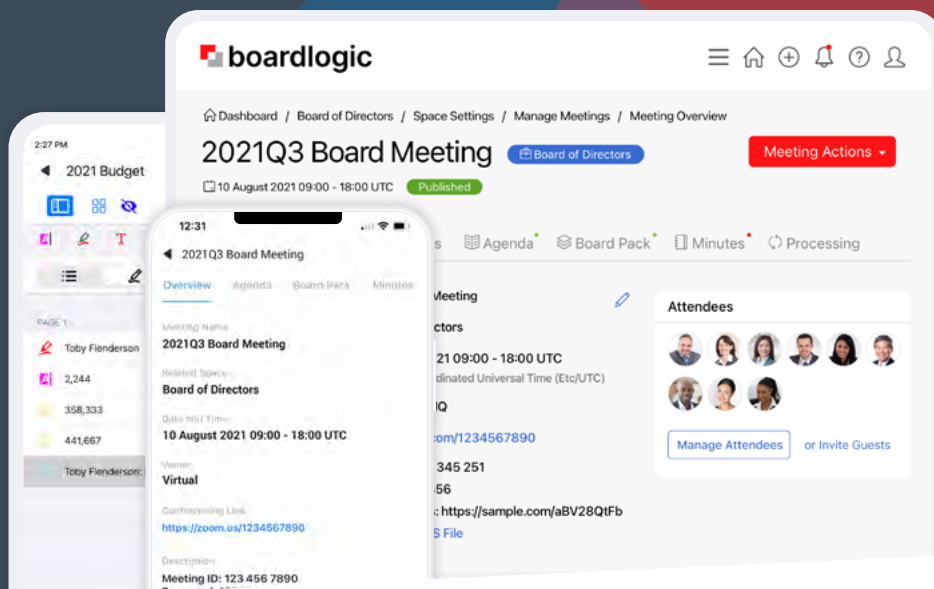 boardlogic
Dashboard / Board of Directors / Space Settings / Manage Meetings / Meeting Overview
2021Q3 Board Meeting
Board of Directors
Meeting Actions
10 August 2021 09:00 - 18:00 UTC
Published
s Agenda Board Pack Minutes Processing
Meeting
ctors
21 09:00 - 18:00 UTC
dinated Universal Time (Etc/UTC)
IQ
com/1234567890
345 251
56
: https://sample.com/aBV28QtFb
S File
Attendees
Manage Attendees or Invite Guests
2:27 PM
2021 Budget
T
PAGE 1
Toby Flenderson
2,244
358,333
441,667
Toby Flenderson:
12:31
2021Q3 Board Meeting
Overview Agenda Board Pack Minutes
Meeting Name
2021Q3 Board Meeting
Related Space
Board of Directors
Date and Time
10 August 2021 09:00 - 18:00 UTC
Venue
Virtual
Conferencing Link
https://zoom.us/1234567890
Description
Meeting ID: 123 456 7890